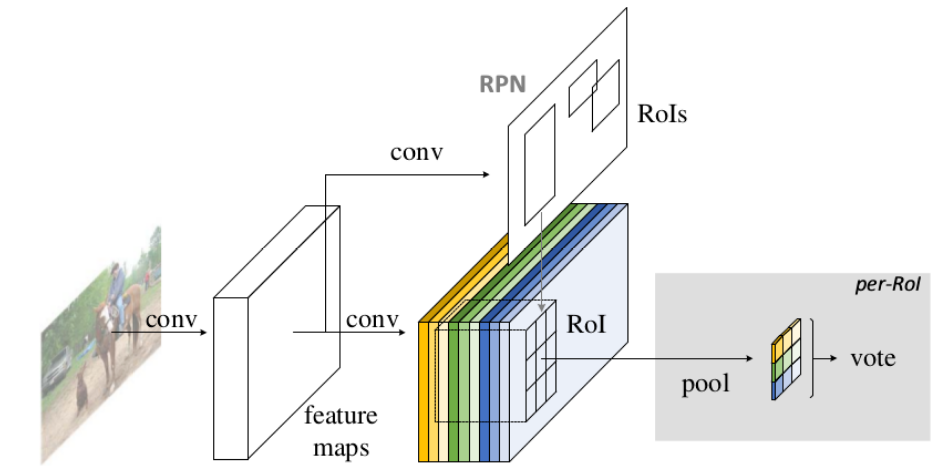 RPN
RoIs
conv
conv
conv
RoI
feature
maps
per-RoI
pool
vote